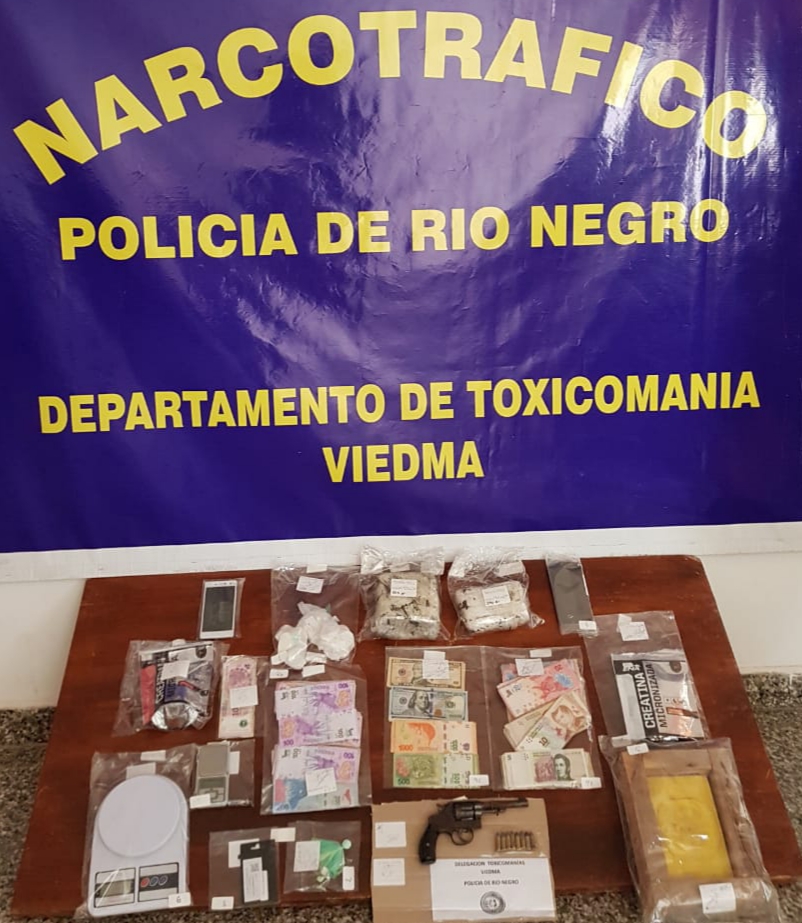 NARCOTRAFICO
POLICIA DE RIO NEGRO
DEPARTAMENTO DE TOXICOMANIA
VIEDMA
CREATINA
MICRONIZADA
DELEGACION TOXICOMANIAS
VIEDMA
POLICIA DE RIO NEGRO